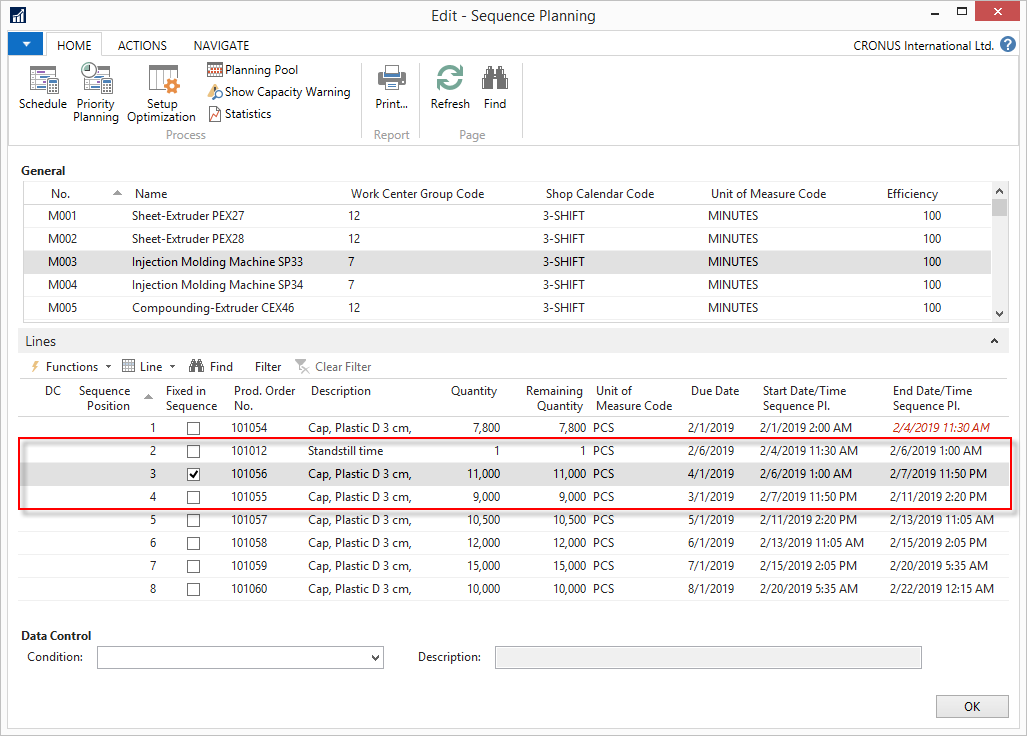 Edit - Sequence Planning
HOME ACTIONS NAVIGATE CRONUS International Ltd. ?
Schedule
Priority Planning
Setup Optimization
Planning Pool
Show Capacity Warning
Statistics
Process
Print...
Report
Refresh
Find
Page
General
No. Name Work Center Group Code Shop Calendar Code Unit of Measure Code Efficiency
M001 Sheet-Extruder PEX27 12 3-SHIFT MINUTES 100
M002 Sheet-Extruder PEX28 12 3-SHIFT MINUTES 100
M003 Injection Molding Machine SP33 7 3-SHIFT MINUTES 100
M004 Injection Molding Machine SP34 7 3-SHIFT MINUTES 100
M005 Compounding-Extruder CEX46 12 3-SHIFT MINUTES 100
Lines
Functions Line Find Filter Clear Filter
DC Sequence Position Fixed in Sequence Prod. Order No. Description Quantity Remaining Quantity Unit of Measure Code Due Date Start Date/Time Sequence Pl. End Date/Time Sequence Pl.
1 101054 Cap, Plastic D 3 cm, 7,800 7,800 PCS 2/1/2019 2/1/2019 2:00 AM 2/4/2019 11:30 AM
2 101012 Standstill time 1 1 PCS 2/6/2019 2/4/2019 11:30 AM 2/6/2019 1:00 AM
3 101056 Cap, Plastic D 3 cm, 11,000 11,000 PCS 4/1/2019 2/6/2019 1:00 AM 2/7/2019 11:50 PM
4 101055 Cap, Plastic D 3 cm, 9,000 9,000 PCS 3/1/2019 2/7/2019 11:50 PM 2/11/2019 2:20 PM
5 101057 Cap, Plastic D 3 cm, 10,500 10,500 PCS 5/1/2019 2/11/2019 2:20 PM 2/13/2019 11:05 AM
6 101058 Cap, Plastic D 3 cm, 12,000 12,000 PCS 6/1/2019 2/13/2019 11:05 AM 2/15/2019 2:05 PM
7 101059 Cap, Plastic D 3 cm, 15,000 15,000 PCS 7/1/2019 2/15/2019 2:05 PM 2/20/2019 5:35 AM
8 101060 Cap, Plastic D 3 cm, 10,000 10,000 PCS 8/1/2019 2/20/2019 5:35 AM 2/22/2019 12:15 AM
Data Control
Condition: Description:
OK